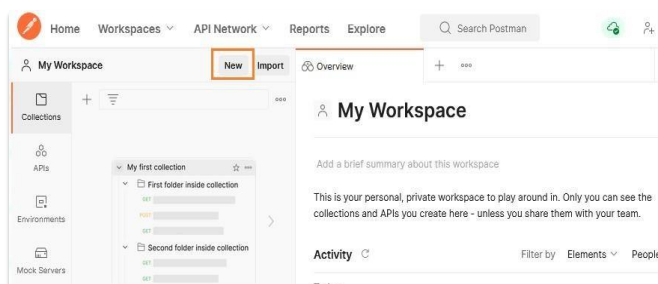 Home Workspaces API Network Reports Explore Search Postman
My Workspace New Import Overview
My Workspace
Collections
Add a brief summary about this workspace
APIs
My first collection
First folder inside collection
GET
POST
GET
This is your personal, private workspace to play around in. Only you can see the
collections and APIs you create here - unless you share them with your team.
Environments
Second folder inside collection
GET
GET
Activity Filter by Elements People
Mock Servers